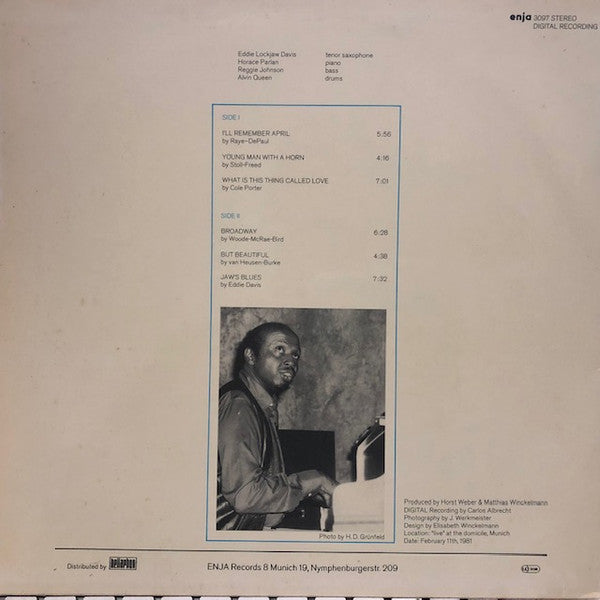 enja 3097 STEREO
DIGITAL RECORDING
Eddie Lockjaw Davis tenor saxophone
Horace Parlan piano
Reggie Johnson bass
Alvin Queen drums
SIDE I
I'LL REMEMBER APRIL 5:56
by Raye-DePaul
YOUNG MAN WITH A HORN 4:16
by Stoll-Freed
WHAT IS THIS THING CALLED LOVE 7:01
by Cole Porter
SIDE II
BROADWAY 6:28
by Woode-McRae-Bird
BUT BEAUTIFUL 4:38
by van Heusen-Burke
JAW'S BLUES 7:32
by Eddie Davis
Photo by H.D. Grünfeld
Produced by Horst Weber & Matthias Winckelmann
DIGITAL Recording by Carlos Albrecht
Photography by J. Werkmeister
Design by Elisabeth Winckelmann
Location: "live" at the domicile, Munich
Date: February 11th, 1981
Distributed by bellaphon ENJA Records 8 Munich 19, Nymphenburgerstr. 209